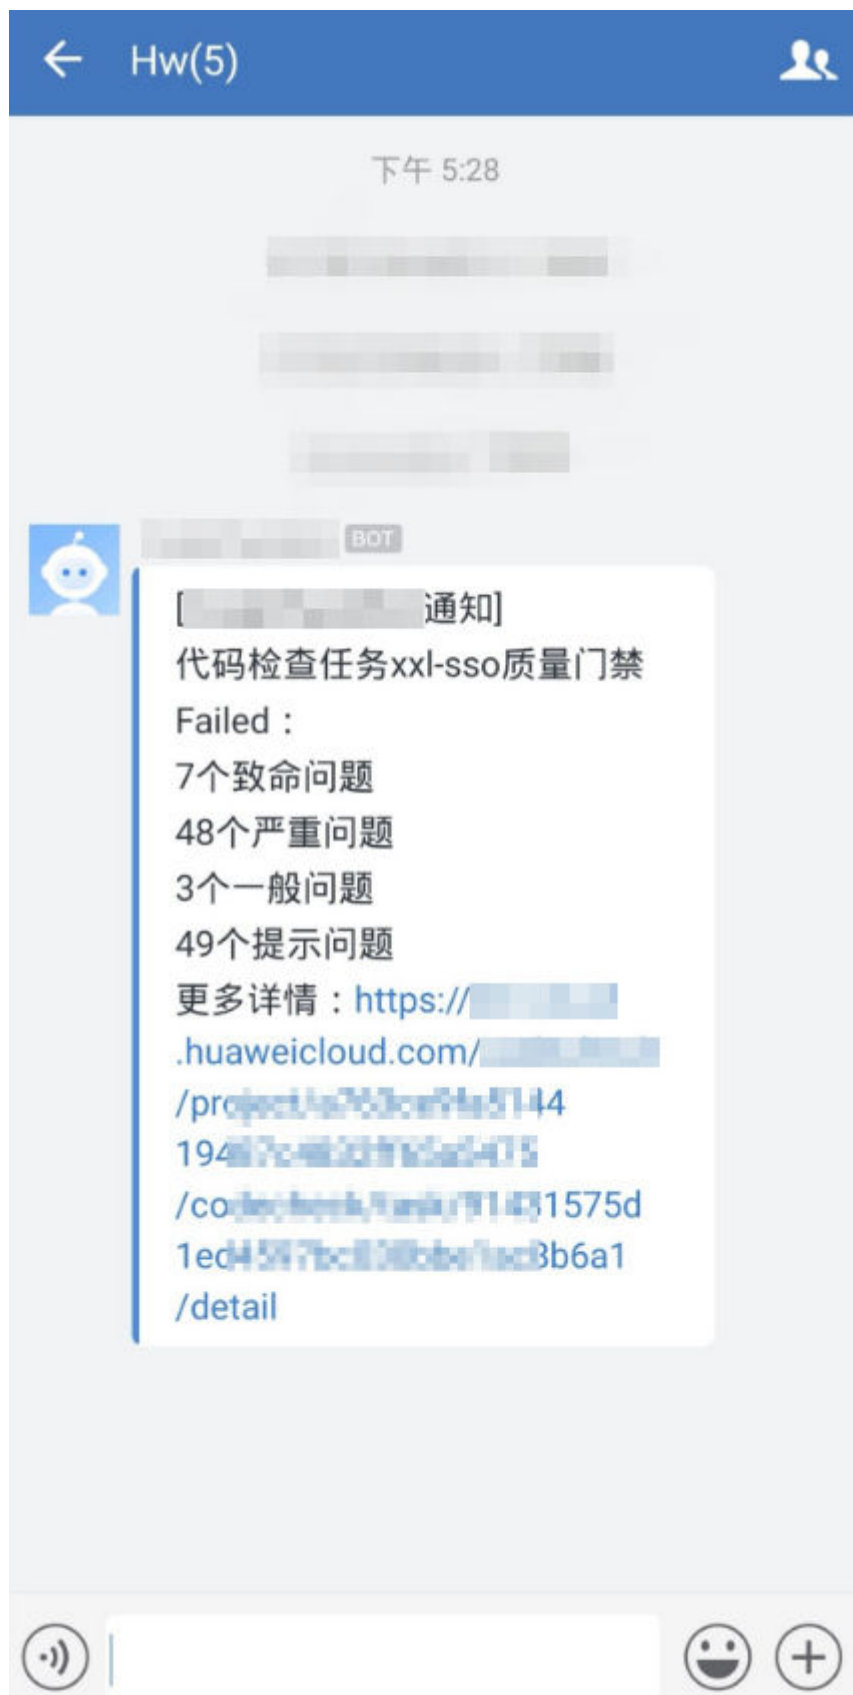 Hw(5)
下午 5:28
BOT
[通知]
代码检查任务xxl-sso质量门禁
Failed：
7个致命问题
48个严重问题
3个一般问题
49个提示问题
更多详情：https://
.huaweicloud.com/
/detail